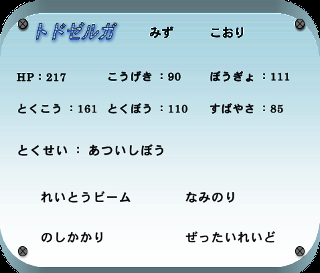 トドゼルガ みず こおり
HP：217 こうげき：90 ぼうぎょ：111
とくこう：161 とくぼう：110 すばやさ：85
とくせい：あついしぼう
れいとうビーム なみのり
のしかかり ぜったいれいど